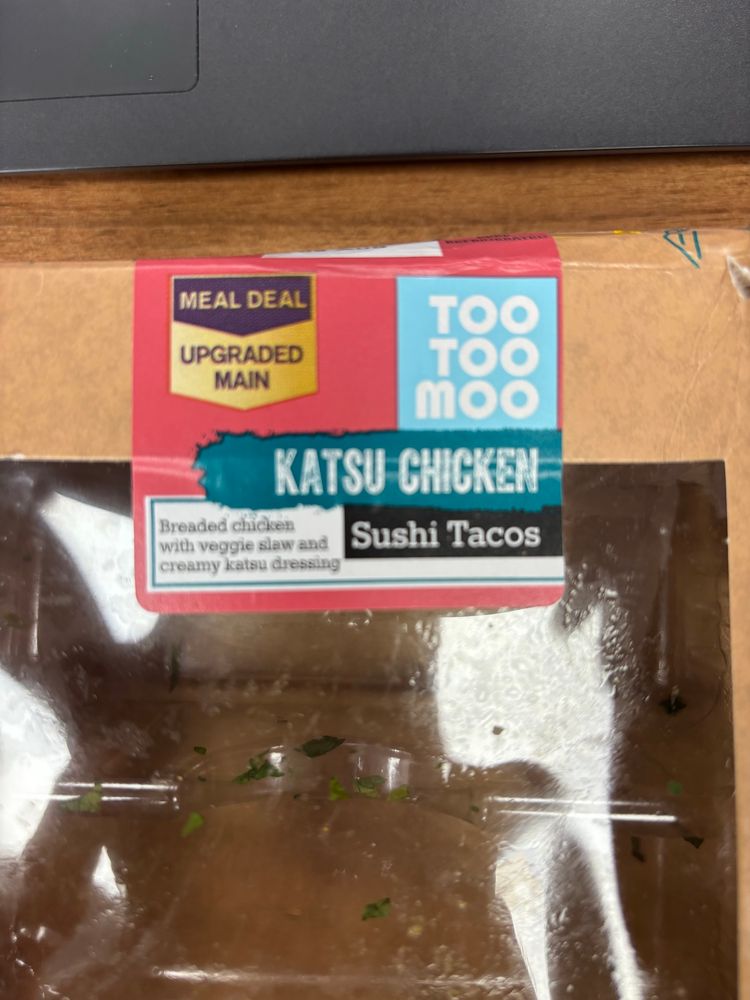 MEAL DEAL
UPGRADED
MAIN
TOO
TOO
MOO
KATSU CHICKEN
Sushi Tacos
Breaded chicken
with veggie slaw and
creamy katsu dressing